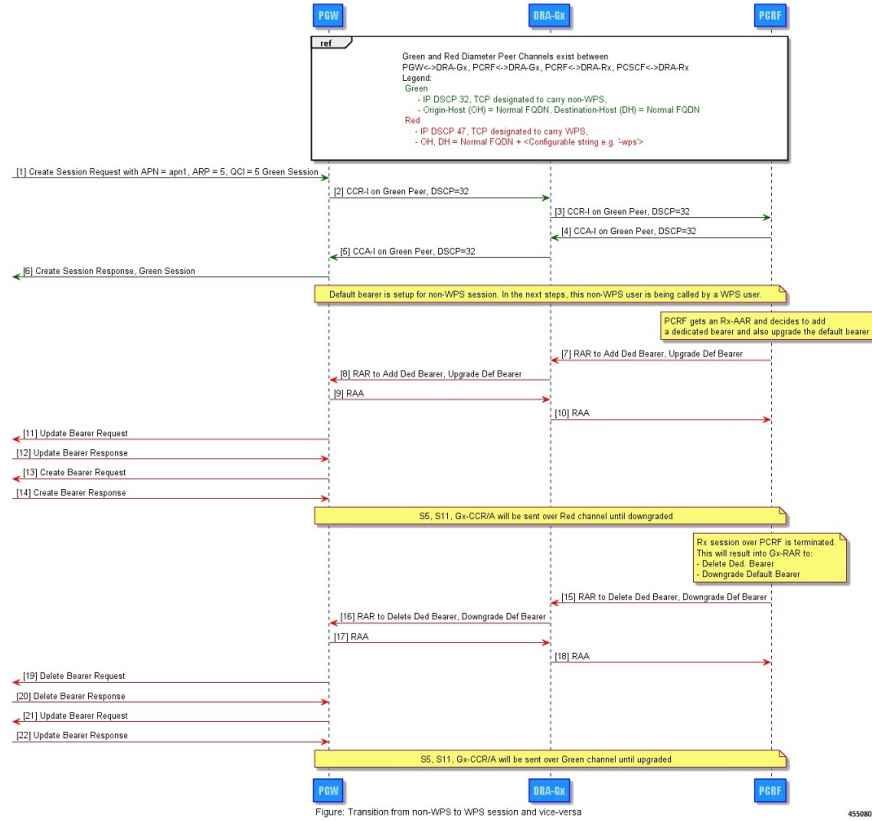 PGW
DRA-Gx
PCRF
ref
Green and Red Diameter Peer Channels exist between
PGW<->DRA-Gx, PCRF<->DRA-Gx, PCRF<->DRA-Rx, PCSCF<->DRA-Rx
Legend:
Green
- IP DSCP 32, TCP designated to carry non-WPS,
- Origin-Host (OH) = Normal FQDN, Destination-Host (DH) = Normal FQDN
Red
- IP DSCP 47, TCP designated to carry WPS,
- OH, DH = Normal FQDN + <Configurable string e.g. '-wps'>
[1] Create Session Request with APN = apn1, ARP = 5, QCI = 5 Green Session
[2] CCR-I on Green Peer, DSCP=32
[3] CCR-I on Green Peer, DSCP=32
[4] CCA-I on Green Peer, DSCP=32
[5] CCA-I on Green Peer, DSCP=32
[6] Create Session Response, Green Session
Default bearer is setup for non-WPS session. In the next steps, this non-WPS user is being called by a WPS user.
PCRF gets an Rx-AAR and decides to add
a dedicated bearer and also upgrade the default bearer
[7] RAR to Add Ded Bearer, Upgrade Def Bearer
[8] RAR to Add Ded Bearer, Upgrade Def Bearer
[9] RAA
[10] RAA
[11] Update Bearer Request
[12] Update Bearer Response
[13] Create Bearer Request
[14] Create Bearer Response
S5, S11, Gx-CCR/A will be sent over Red channel until downgraded
Rx session over PCRF is terminated.
This will result into Gx-RAR to:
- Delete Ded. Bearer
- Downgrade Default Bearer
[15] RAR to Delete Ded Bearer, Downgrade Def Bearer
[16] RAR to Delete Ded Bearer, Downgrade Def Bearer
[17] RAA
[18] RAA
[19] Delete Bearer Request
[20] Delete Bearer Response
[21] Update Bearer Request
[22] Update Bearer Response
S5, S11, Gx-CCR/A will be sent over Green channel until upgraded
PGW
DRA-Gx
PCRF
Figure: Transition from non-WPS to WPS session and vice-versa
455080